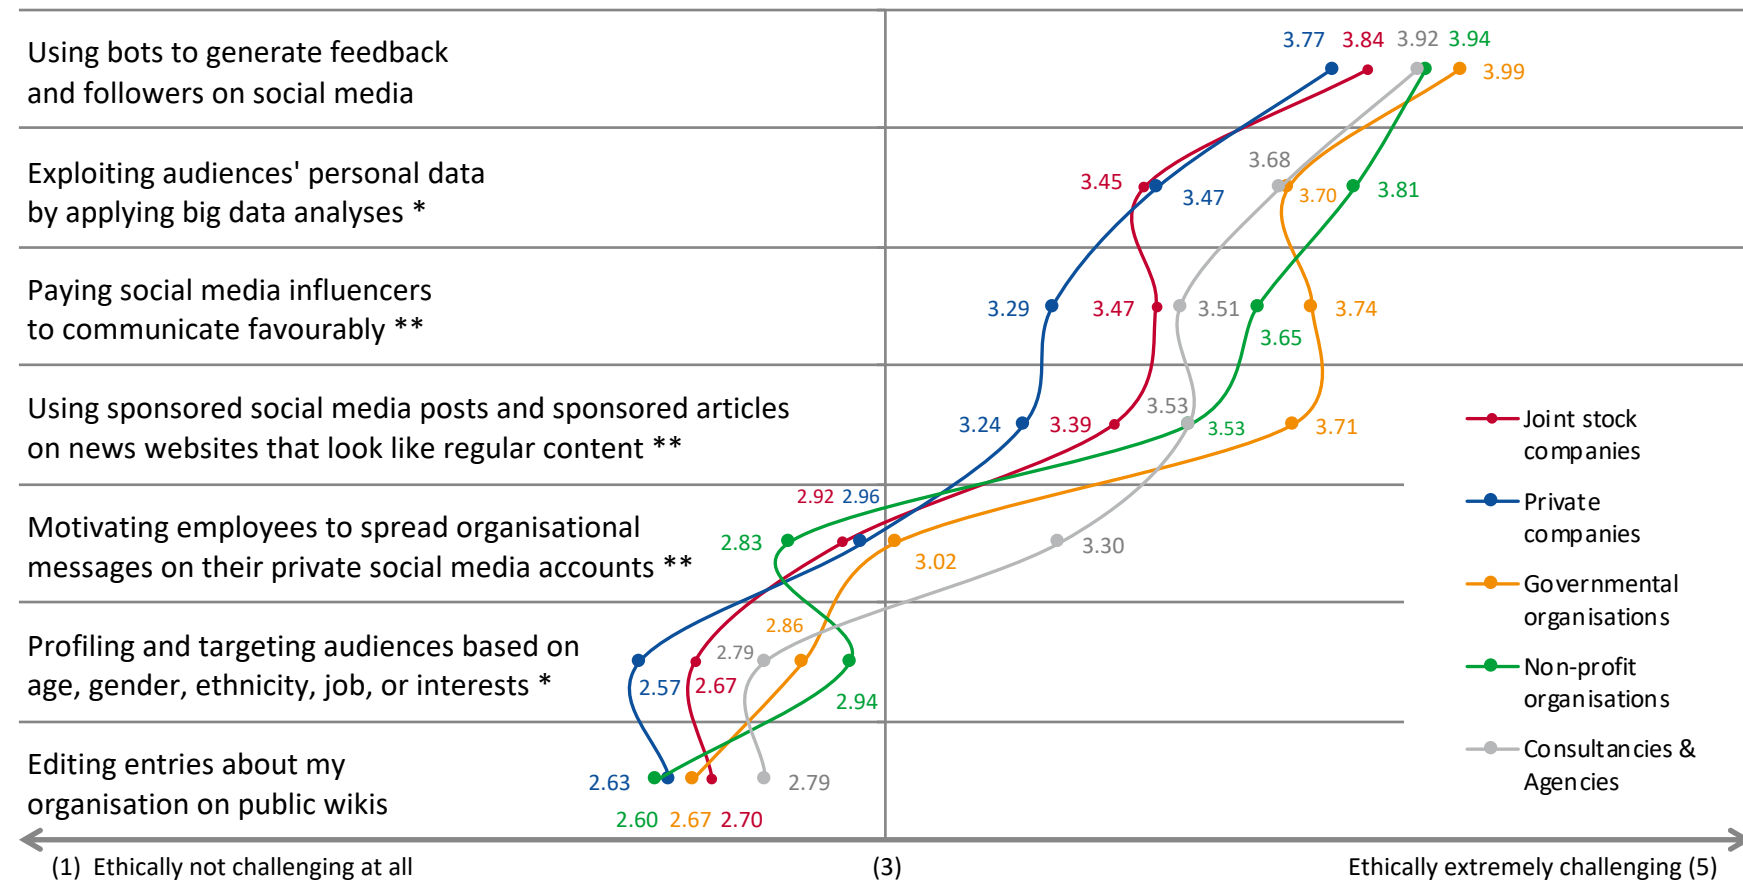 Using bots to generate feedback
and followers on social media
3.77 3.84 3.92 3.94
3.99
Exploiting audiences' personal data
by applying big data analyses *
3.45
3.47
3.68
3.70
3.81
Paying social media influencers
to communicate favourably **
3.29
3.47
3.51
3.65
3.74
Using sponsored social media posts and sponsored articles
on news websites that look like regular content **
3.24
3.39
3.53
3.53
3.71
Motivating employees to spread organisational
messages on their private social media accounts **
2.92 2.96
2.83
3.02
3.30
Profiling and targeting audiences based on
age, gender, ethnicity, job, or interests *
2.57
2.67
2.79
2.86
2.94
Editing entries about my
organisation on public wikis
2.63
2.79
2.60 2.67 2.70
Joint stock
companies
Private
companies
Governmental
organisations
Non-profit
organisations
Consultancies &
Agencies
(1) Ethically not challenging at all
(3)
Ethically extremely challenging (5)